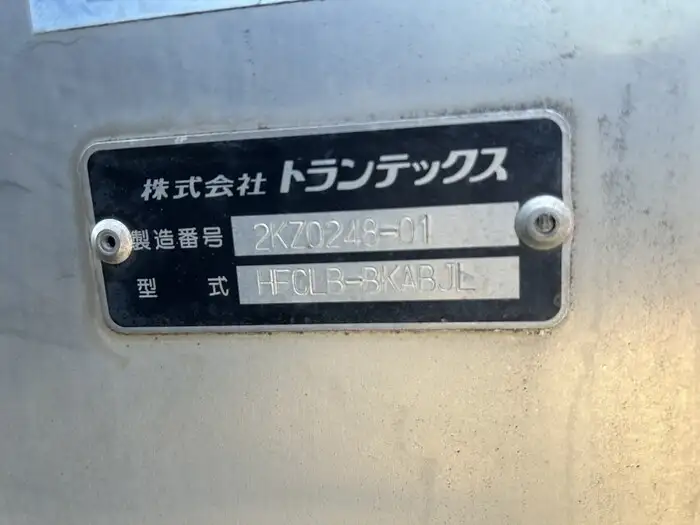 株式会社 トランテックス
製造番号 2KZ0248-01
型 式 HFCLB-BKABJL